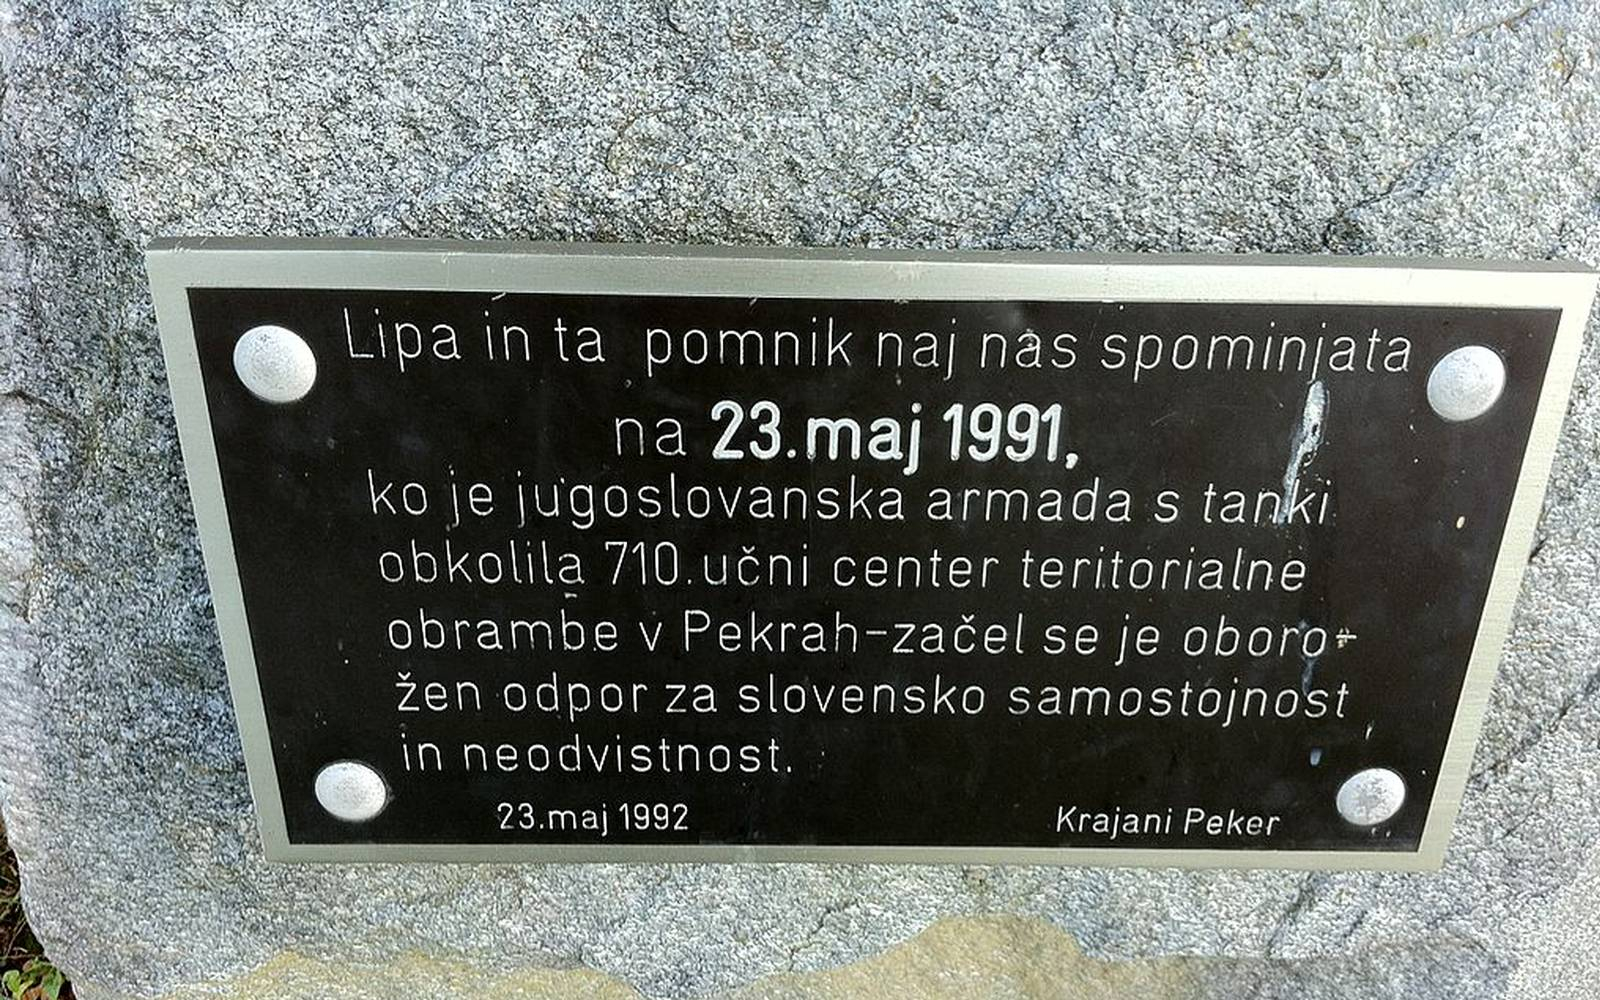 Lipa in ta pomnik naj nas spominjata
na 23.maj 1991,
ko je jugoslovanska armada s tanki
obkolila 710.učni center teritorialne
obrambe v Pekrah-začel se je oboro-
žen odpor za slovensko samostojnost
in neodvistnost.
23.maj 1992 Krajani Peker